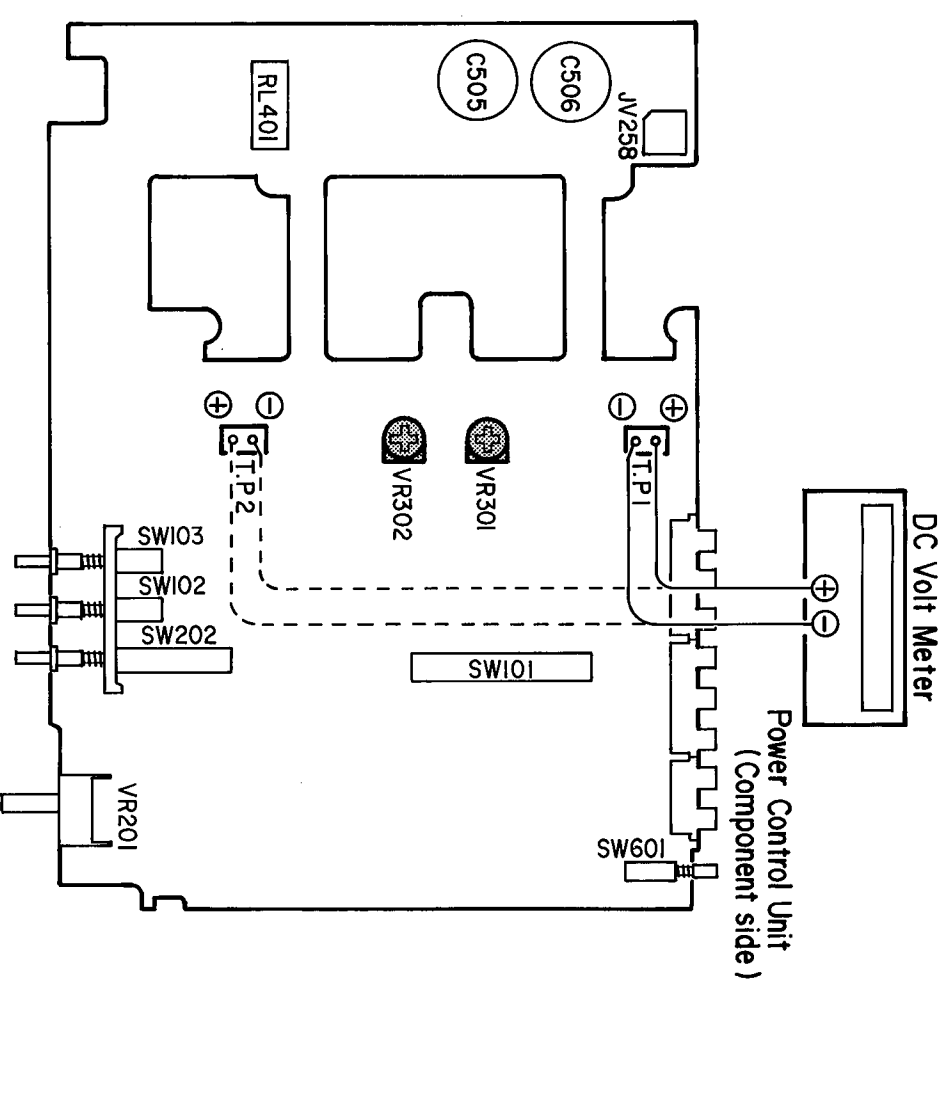 C505
C506
RL401
JV258
+
−
−
+
T.P2
VR302
VR301
T.P1
DC Volt Meter
+
−
SW103
SW102
SW202
SW101
Power Control Unit
(Component side)
VR201
SW601